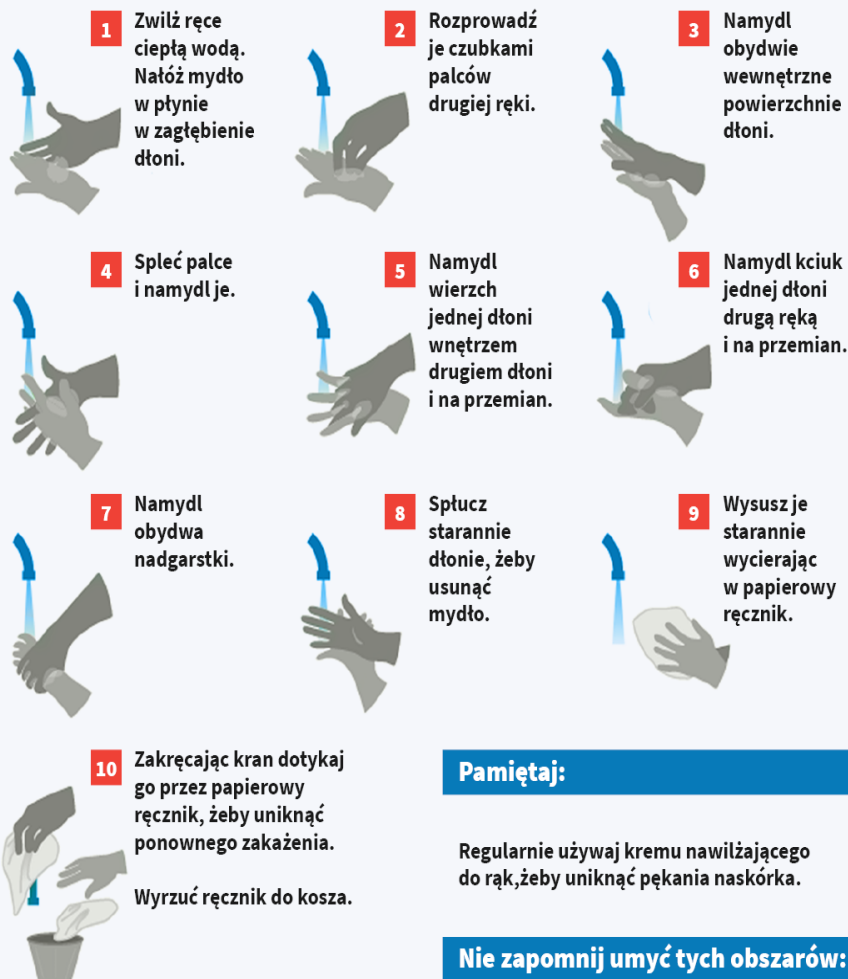 1
Zwilż ręce
ciepłą wodą.
Nałóż mydło
w płynie
w zagłębienie
dłoni.
2
Rozprowadź
je czubkami
palców
drugiej ręki.
3
Namydl
obydwie
wewnętrzne
powierzchnie
dłoni.
4
Spleć palce
i namydl je.
5
Namydl
wierzch
jednej dłoni
wnętrzem
drugiem dłoni
i na przemian.
6
Namydl kciuk
jednej dłoni
drugą ręką
i na przemian.
7
Namydl
obydwa
nadgarstki.
8
Spłucz
starannie
dłonie, żeby
usunąć
mydło.
9
Wysusz je
starannie
wycierając
w papierowy
ręcznik.
10
Zakręcając kran dotykaj
go przez papierowy
ręcznik, żeby uniknąć
ponownego zakażenia.
Wyrzuć ręcznik do kosza.
Pamiętaj:
Regularnie używaj kremu nawilżającego
do rąk,żeby uniknąć pękania naskórka.
Nie zapomnij umyć tych obszarów: